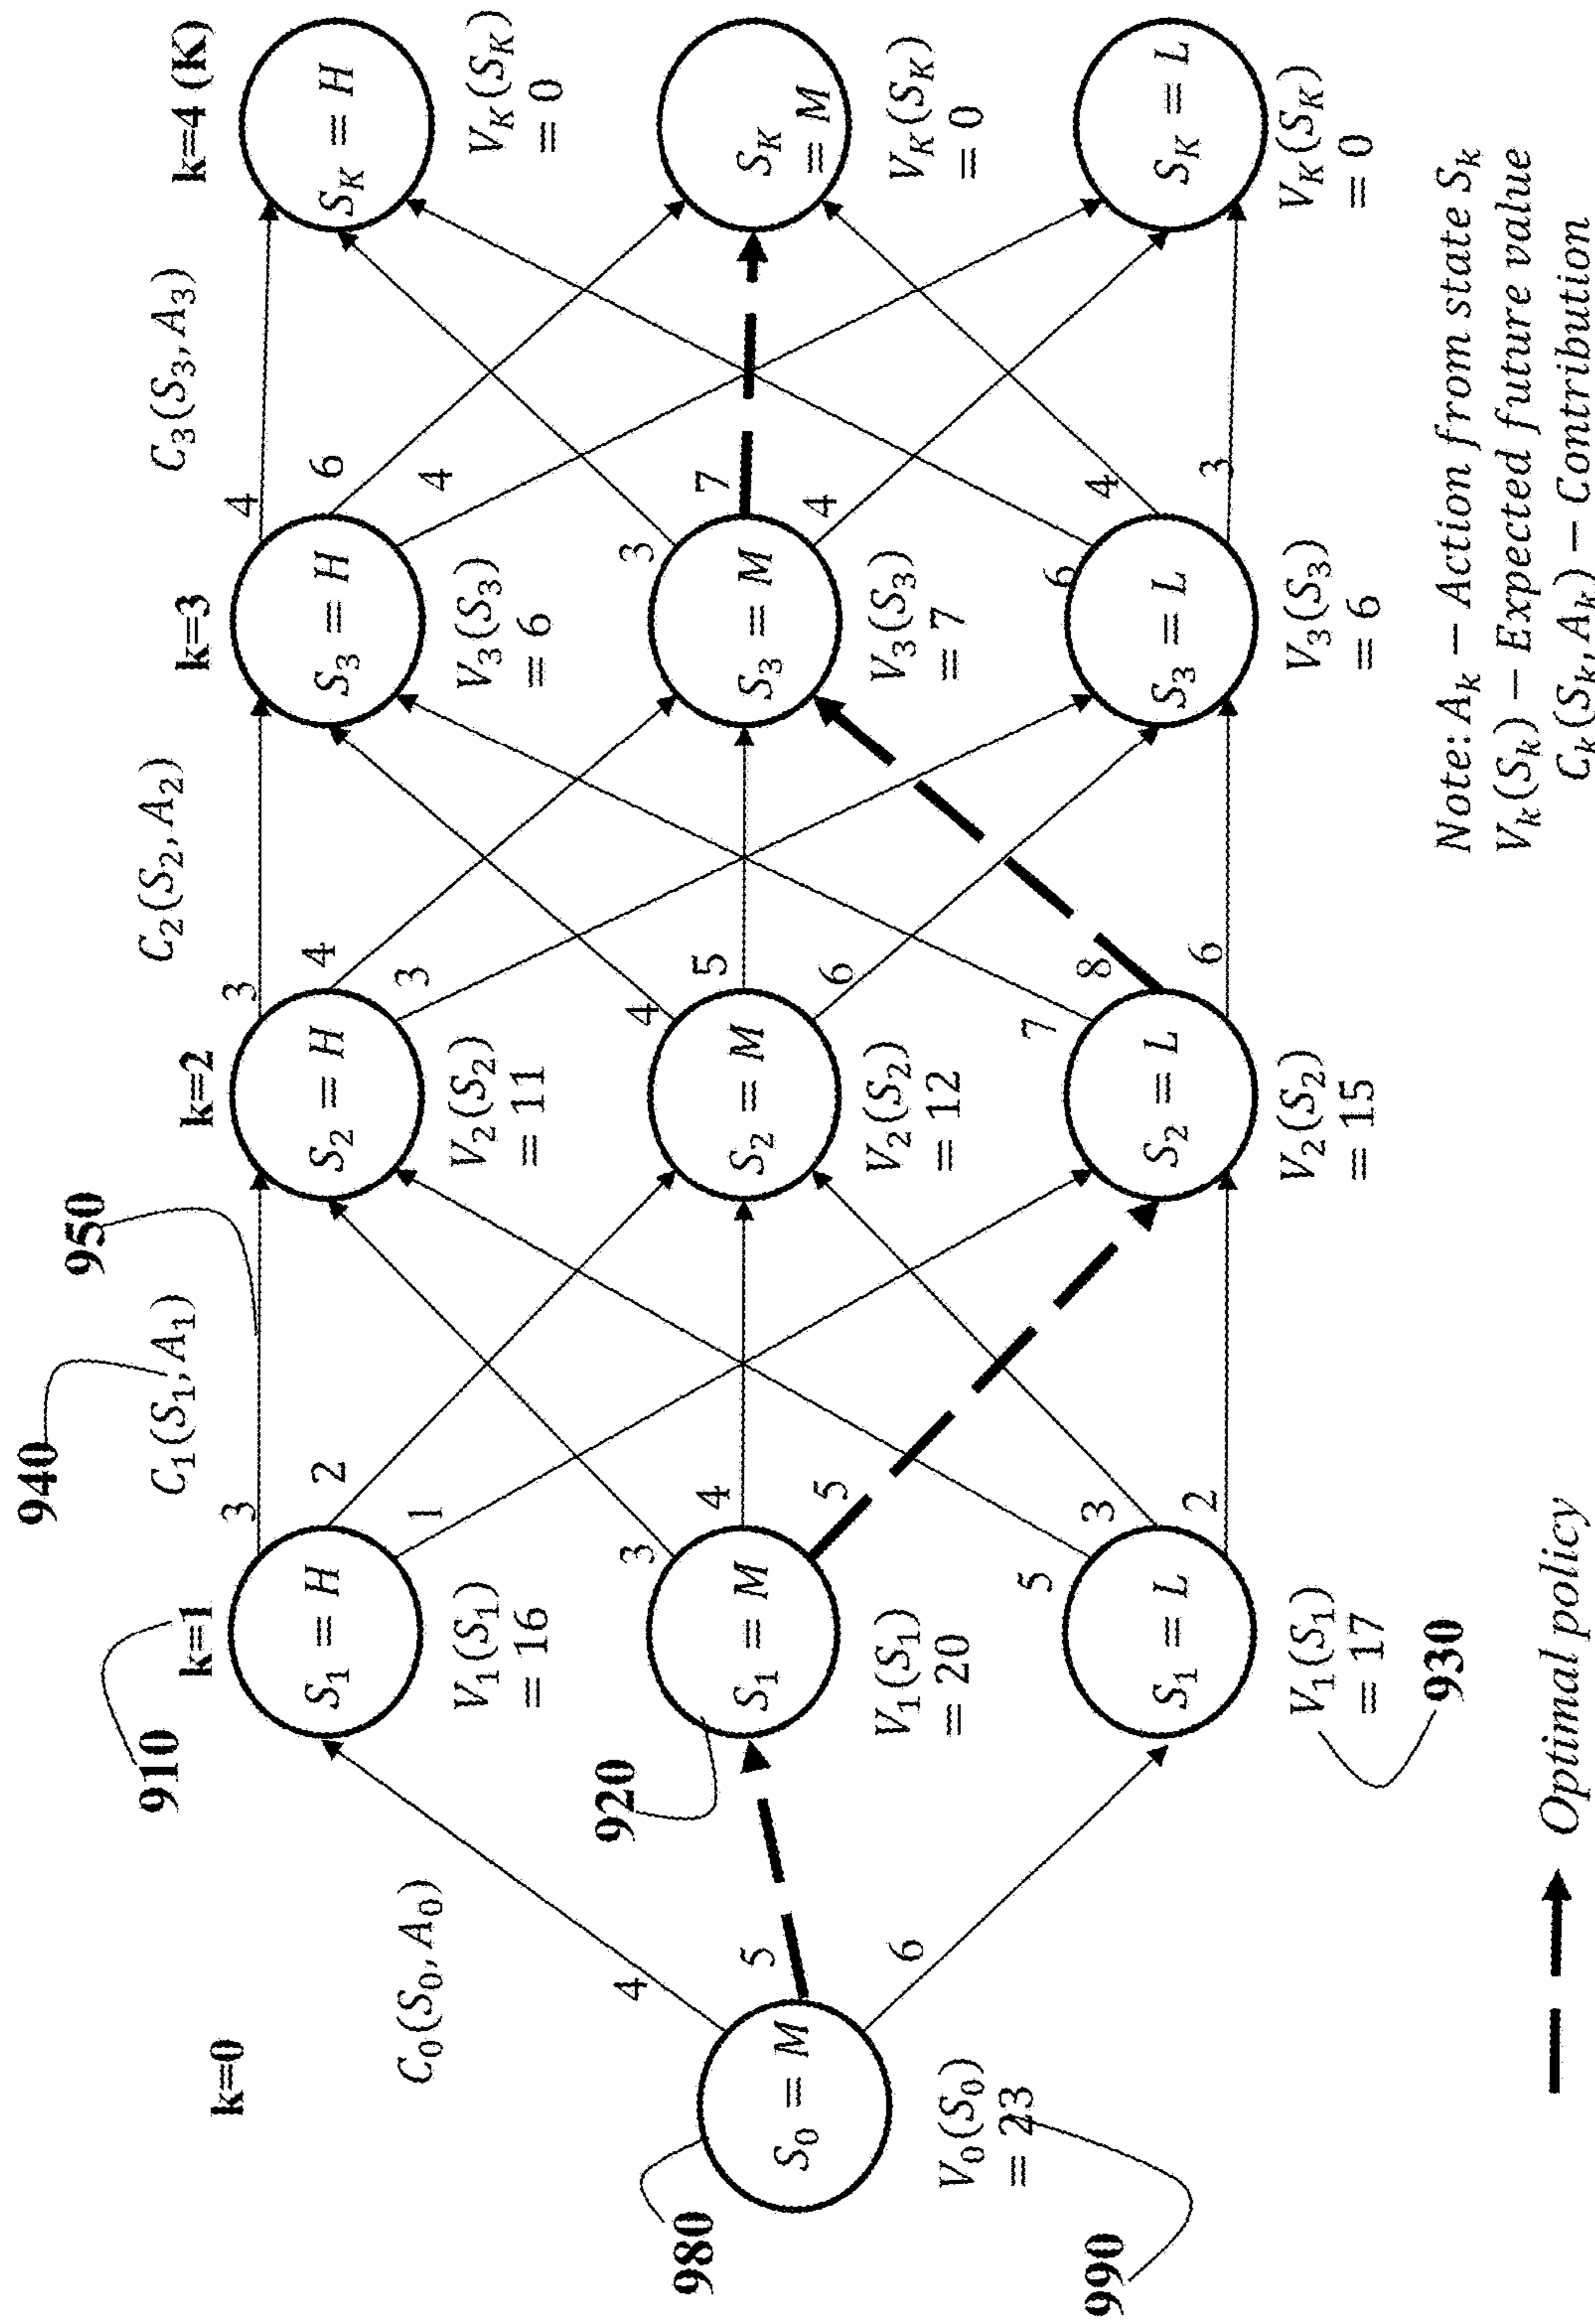 k=0
k=1
k=2
k=3
k=4 (K)
910
940
950
C₀(S₀, A₀)
C₁(S₁, A₁)
C₂(S₂, A₂)
C₃(S₃, A₃)
S₁ = H
3
2
1
V₁(S₁)
= 16
S₂ = H
3
4
3
V₂(S₂)
= 11
S₃ = H
4
6
4
V₃(S₃)
= 6
S_K = H
V_K(S_K)
= 0
980
S₀ = M
4
5
6
V₀(S₀)
= 23
990
920
S₁ = M
3
4
5
V₁(S₁)
= 20
S₂ = M
4
5
6
V₂(S₂)
= 12
S₃ = M
3
7
4
V₃(S₃)
= 7
S_K
= M
V_K(S_K)
= 0
S₁ = L
5
3
2
V₁(S₁)
= 17
930
S₂ = L
7
8
6
V₂(S₂)
= 15
S₃ = L
6
4
3
V₃(S₃)
= 6
S_K = L
V_K(S_K)
= 0
Optimal policy
Note: A_k − Action from state S_k
V_k(S_k) − Expected future value
C_k(S_k, A_k) − Contribution